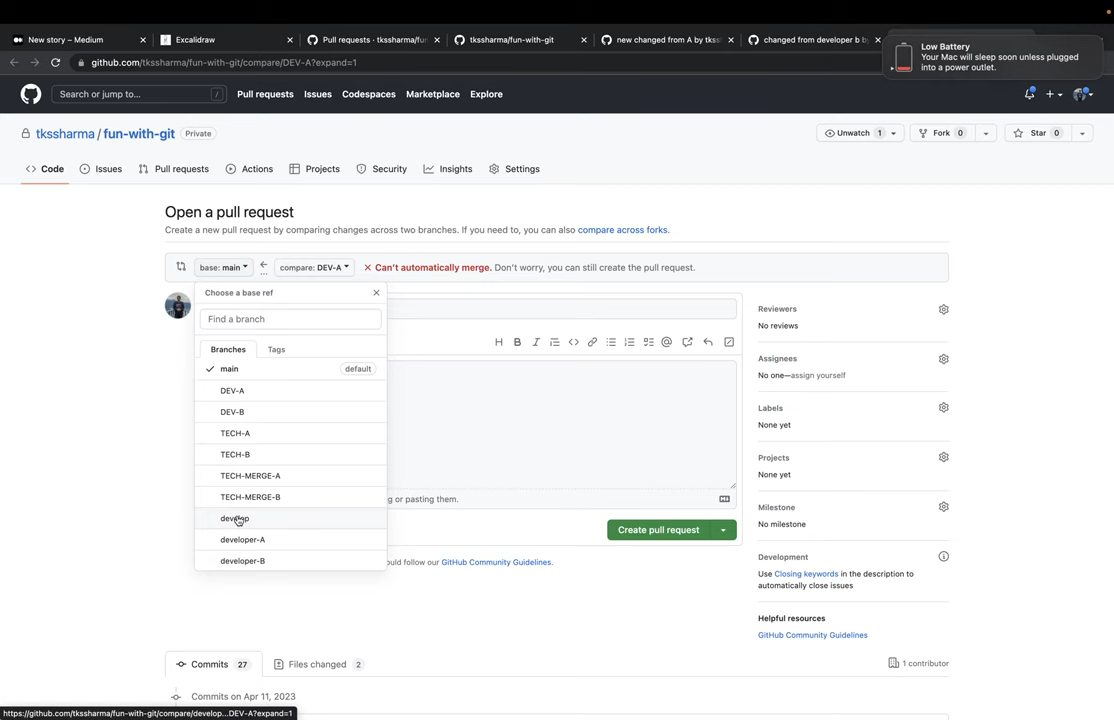 New story – Medium
Excalidraw
Pull requests · tkssharma/fun-
tkssharma/fun-with-git
new changed from A by tkssh
changed from developer b by
Low Battery
Your Mac will sleep soon unless plugged
into a power outlet.
github.com/tkssharma/fun-with-git/compare/DEV-A?expand=1
Search or jump to...
/
Pull requests
Issues
Codespaces
Marketplace
Explore
tkssharma / fun-with-git
Private
Unwatch 1
Fork 0
Star 0
Code
Issues
Pull requests
Actions
Projects
Security
Insights
Settings
Open a pull request
Create a new pull request by comparing changes across two branches. If you need to, you can also compare across forks.
base: main
compare: DEV-A
Can't automatically merge. Don't worry, you can still create the pull request.
Choose a base ref
Find a branch
Branches
Tags
main
default
DEV-A
DEV-B
TECH-A
TECH-B
TECH-MERGE-A
TECH-MERGE-B
develop
developer-A
developer-B
ng or pasting them.
Create pull request
ould follow our GitHub Community Guidelines.
Reviewers
No reviews
Assignees
No one—assign yourself
Labels
None yet
Projects
None yet
Milestone
No milestone
Development
Use Closing keywords in the description to
automatically close issues
Helpful resources
GitHub Community Guidelines
Commits 27
Files changed 2
1 contributor
Commits on Apr 11, 2023
https://github.com/tkssharma/fun-with-git/compare/develop...DEV-A?expand=1